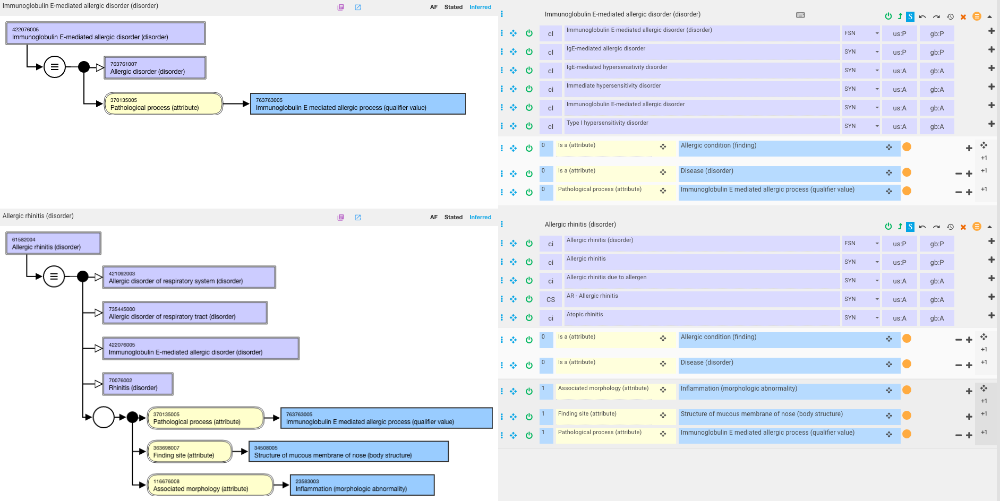 Immunoglobulin E-mediated allergic disorder (disorder)
AF Stated Inferred
422076005
Immunoglobulin E-mediated allergic disorder (disorder)
763761007
Allergic disorder (disorder)
370135005
Pathological process (attribute)
763763005
Immunoglobulin E mediated allergic process (qualifier value)
Immunoglobulin E-mediated allergic disorder (disorder)
S
cI Immunoglobulin E-mediated allergic disorder (disorder) FSN us:P gb:P
cI IgE-mediated allergic disorder SYN us:P gb:P
cI IgE-mediated hypersensitivity disorder SYN us:A gb:A
ci Immediate hypersensitivity disorder SYN us:A gb:A
cI Immunoglobulin E-mediated allergic disorder SYN us:A gb:A
cI Type I hypersensitivity disorder SYN us:A gb:A
0 Is a (attribute) Allergic condition (finding)
+1
0 Is a (attribute) Disease (disorder) +1
0 Pathological process (attribute) Immunoglobulin E mediated allergic process (qualifier value) +1
Allergic rhinitis (disorder)
AF Stated Inferred
61582004
Allergic rhinitis (disorder)
421092003
Allergic disorder of respiratory system (disorder)
735445000
Allergic disorder of respiratory tract (disorder)
422076005
Immunoglobulin E-mediated allergic disorder (disorder)
70076002
Rhinitis (disorder)
370135005
Pathological process (attribute)
763763005
Immunoglobulin E mediated allergic process (qualifier value)
363698007
Finding site (attribute)
34508005
Structure of mucous membrane of nose (body structure)
116676008
Associated morphology (attribute)
23583003
Inflammation (morphologic abnormality)
Allergic rhinitis (disorder)
S
ci Allergic rhinitis (disorder) FSN us:P gb:P
ci Allergic rhinitis SYN us:P gb:P
ci Allergic rhinitis due to allergen SYN us:A gb:A
CS AR - Allergic rhinitis SYN us:A gb:A
ci Atopic rhinitis SYN us:A gb:A
0 Is a (attribute) Allergic condition (finding)
+1
0 Is a (attribute) Disease (disorder) +1
1 Associated morphology (attribute) Inflammation (morphologic abnormality)
+1
1 Finding site (attribute) Structure of mucous membrane of nose (body structure) +1
1 Pathological process (attribute) Immunoglobulin E mediated allergic process (qualifier value) +1